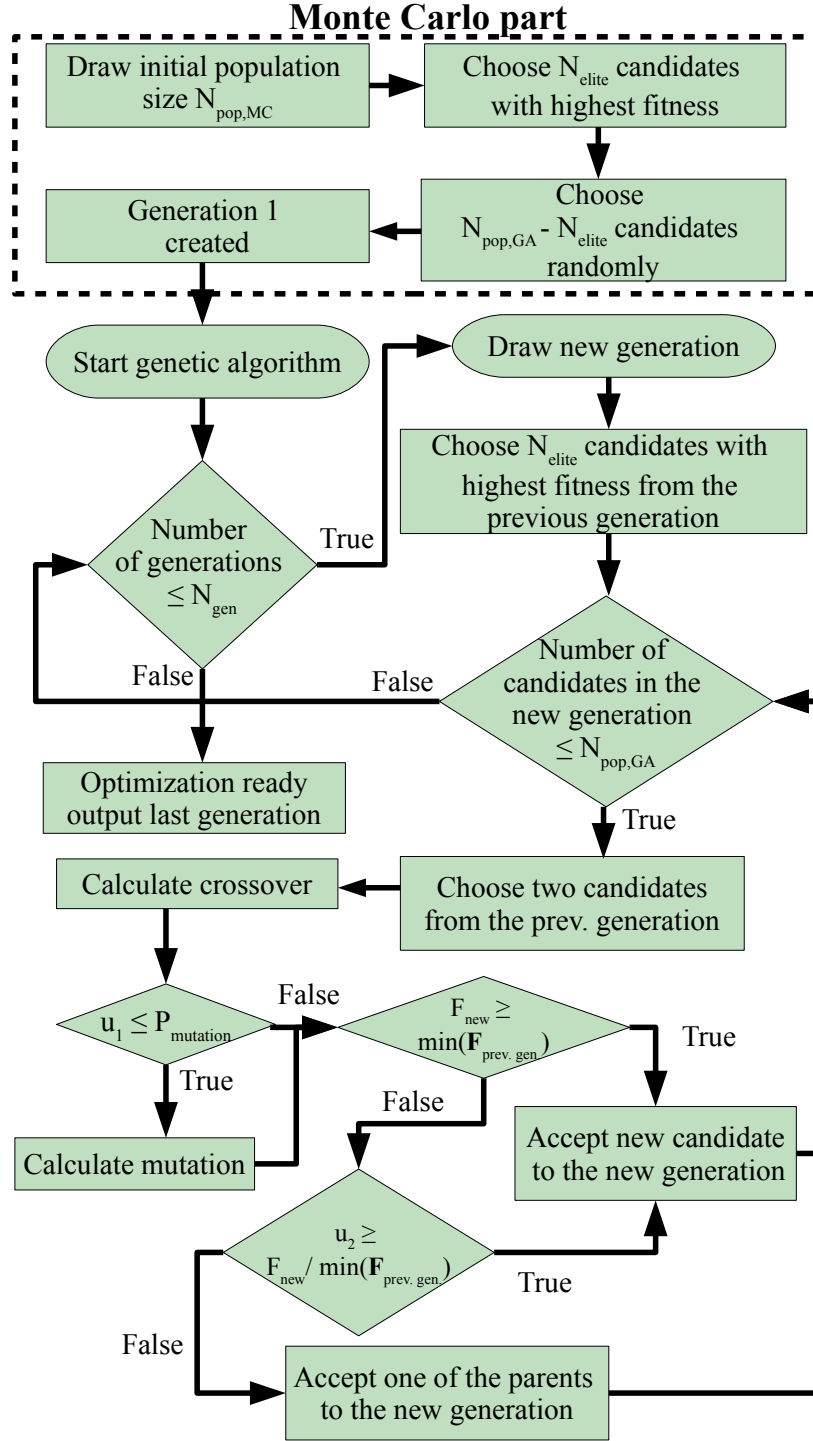 Monte Carlo part
Draw initial population
size N_pop,MC
Choose N_elite candidates
with highest fitness
Generation 1
created
Choose
N_pop,GA - N_elite candidates
randomly
Start genetic algorithm
Draw new generation
Choose N_elite candidates with
highest fitness from the
previous generation
Number
of generations
≤ N_gen
True
False
Number of
candidates in the
new generation
≤ N_pop,GA
False
True
Optimization ready
output last generation
Calculate crossover
Choose two candidates
from the prev. generation
u_1 ≤ P_mutation
False
True
F_new ≥
min(F_prev. gen.)
True
False
Calculate mutation
Accept new candidate
to the new generation
u_2 ≥
F_new/ min(F_prev. gen.)
True
False
Accept one of the parents
to the new generation